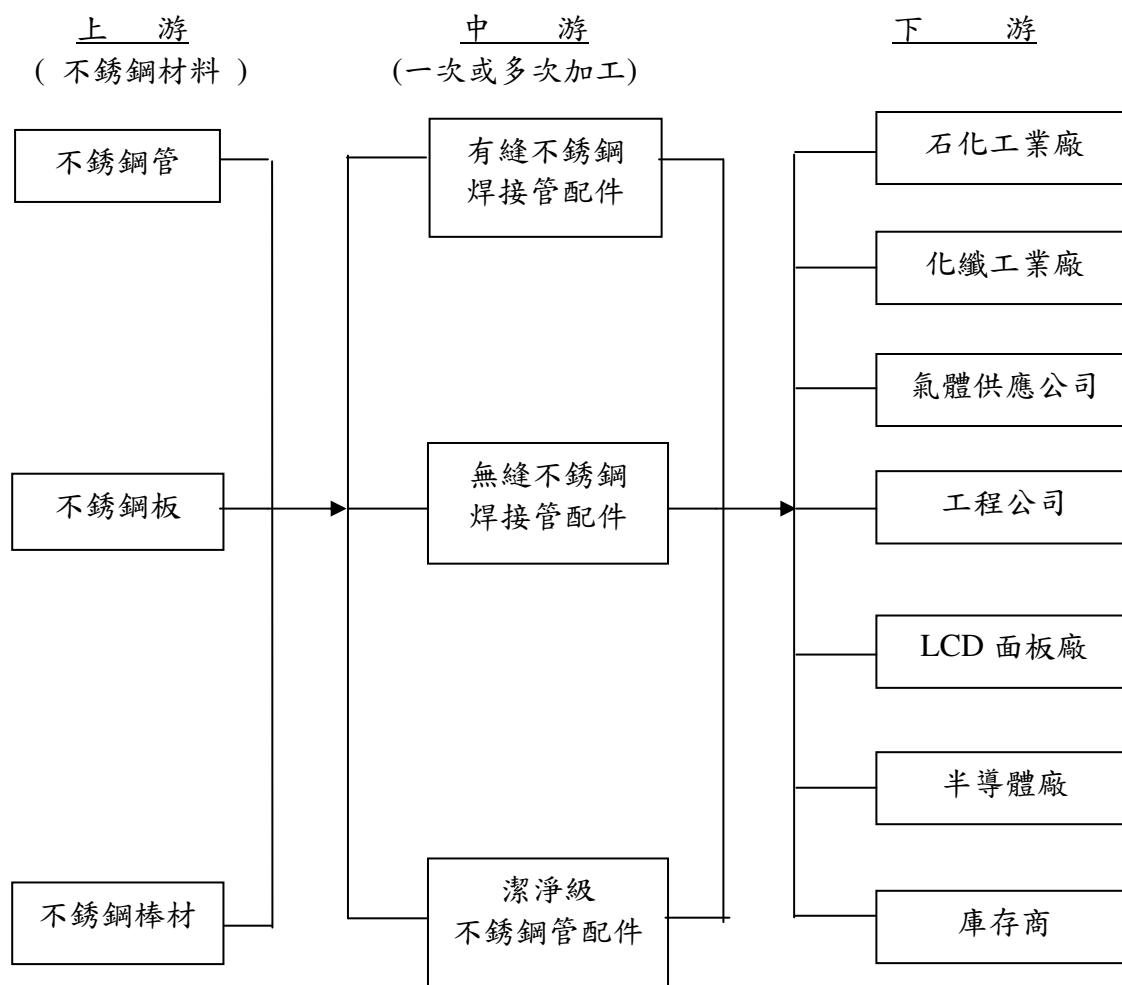 上 游
( 不銹鋼材料 )
不銹鋼管
不銹鋼板
不銹鋼棒材
中 游
(一次或多次加工)
有縫不銹鋼
焊接管配件
無縫不銹鋼
焊接管配件
潔淨級
不銹鋼管配件
下 游
石化工業廠
化纖工業廠
氣體供應公司
工程公司
LCD 面板廠
半導體廠
庫存商